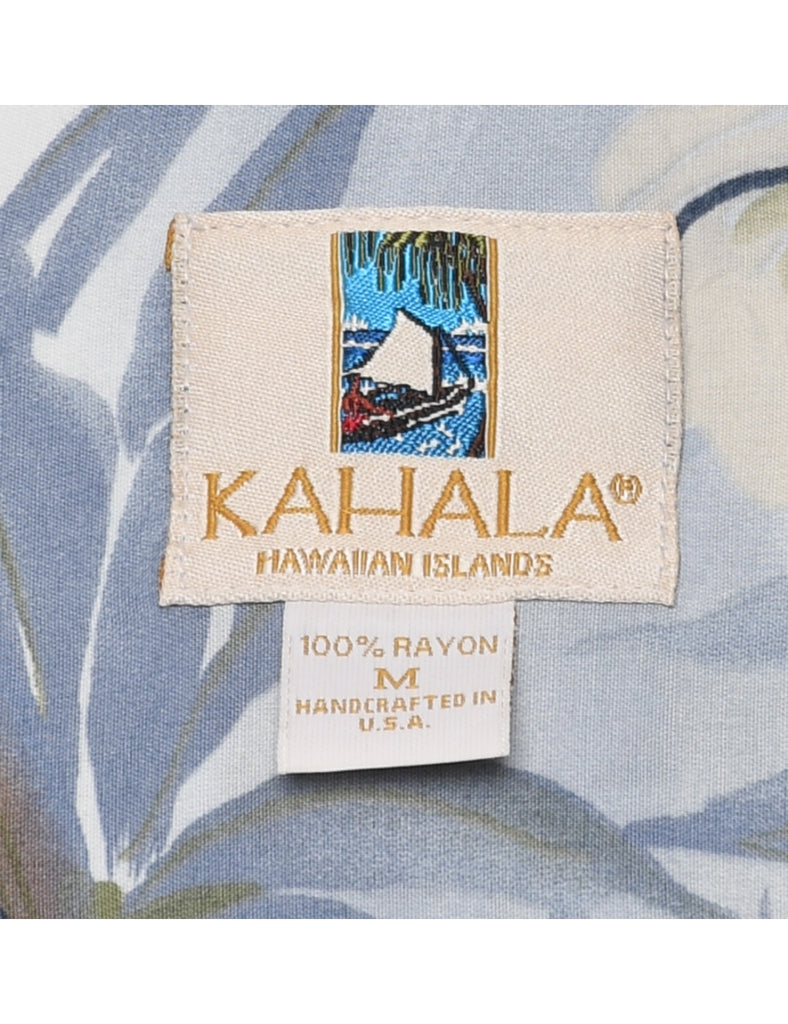 KAHALA®
HAWAIIAN ISLANDS
100% RAYON
M
HANDCRAFTED IN
U.S.A.